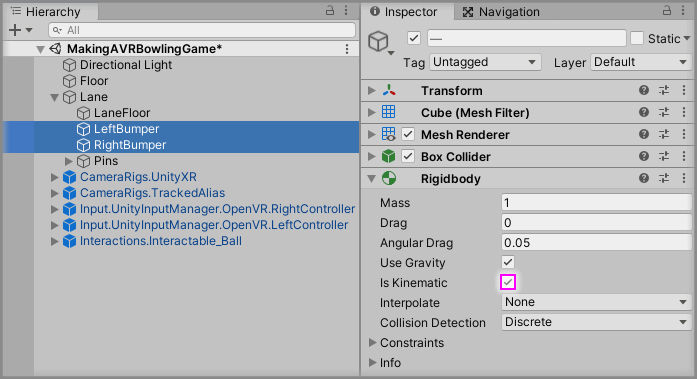 Hierarchy
All
MakingAVRBowlingGame*
Directional Light
Floor
Lane
LaneFloor
LeftBumper
RightBumper
Pins
CameraRigs.UnityXR
CameraRigs.TrackedAlias
Input.UnityInputManager.OpenVR.RightController
Input.UnityInputManager.OpenVR.LeftController
Interactions.Interactable_Ball
Inspector Navigation
— Static
Tag Untagged Layer Default
Transform
Cube (Mesh Filter)
Mesh Renderer
Box Collider
Rigidbody
Mass 1
Drag 0
Angular Drag 0.05
Use Gravity
Is Kinematic
Interpolate None
Collision Detection Discrete
Constraints
Info